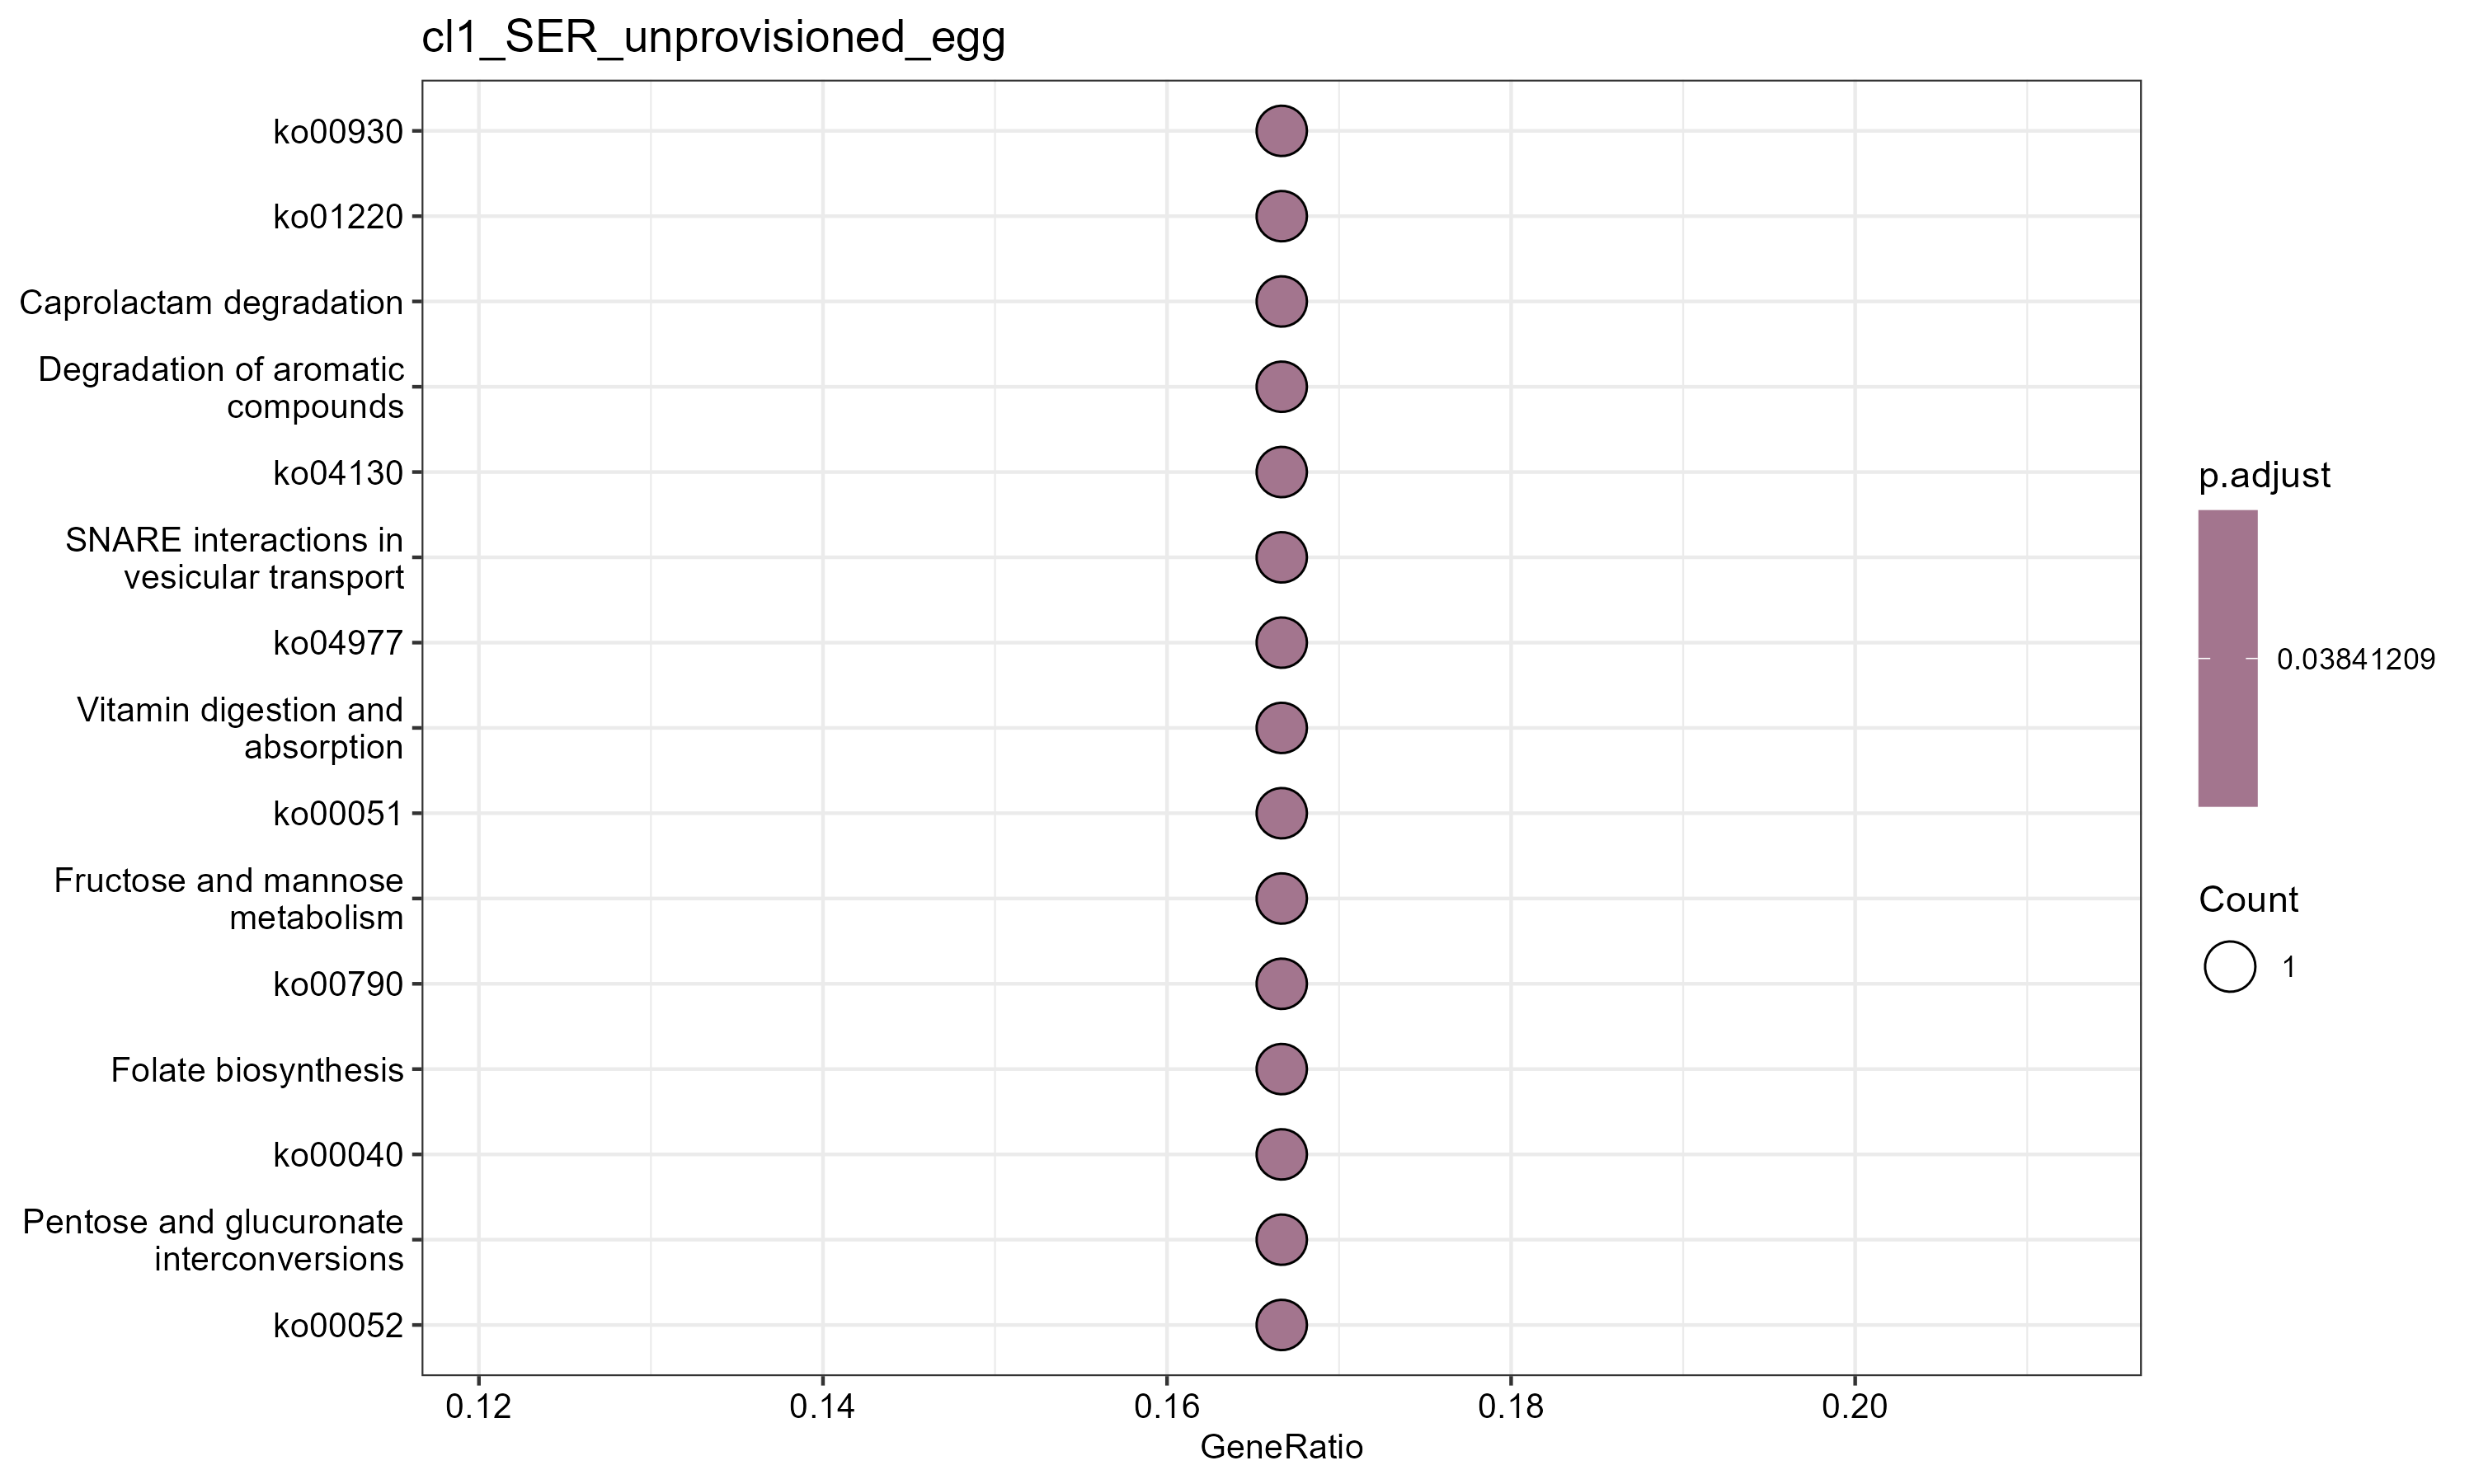 cl1_SER_unprovisioned_egg
ko00930
ko01220
Caprolactam degradation
Degradation of aromatic
compounds
ko04130
SNARE interactions in
vesicular transport
ko04977
Vitamin digestion and
absorption
ko00051
Fructose and mannose
metabolism
ko00790
Folate biosynthesis
ko00040
Pentose and glucuronate
interconversions
ko00052
0.12 0.14 0.16 0.18 0.20
GeneRatio
p.adjust
0.03841209
Count
1